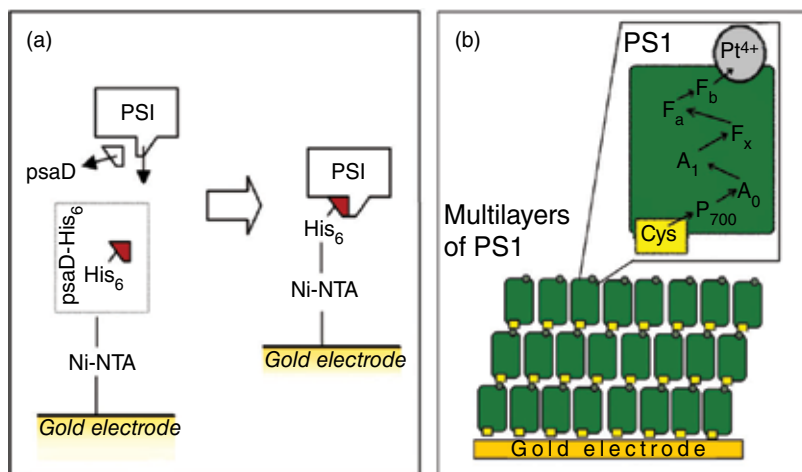 (a)
PSI
psaD
psaD-His6
His6
Ni-NTA
Gold electrode
PSI
His6
Ni-NTA
Gold electrode
(b)
PS1
Pt4+
Fb
Fa
Fx
A1
A0
P700
Cys
Multilayers
of PS1
Gold electrode